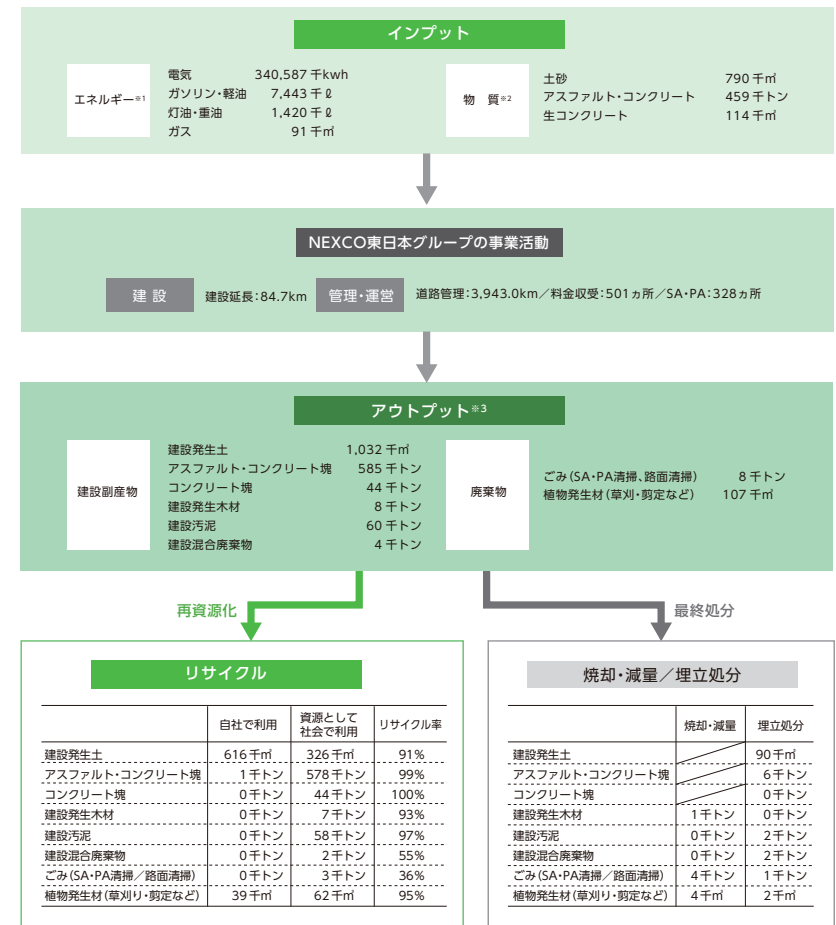 インプット
エネルギー※1
電気 340,587 千kwh
ガソリン・軽油 7,443 千ℓ
灯油・重油 1,420 千ℓ
ガス 91 千㎥
物 質※2
土砂 790 千㎥
アスファルト・コンクリート 459 千トン
生コンクリート 114 千㎥
NEXCO東日本グループの事業活動
建 設 建設延長:84.7km 管理・運営 道路管理:3,943.0km/料金収受:501ヵ所/SA・PA:328ヵ所
アウトプット※3
建設副産物
建設発生土 1,032 千㎥
アスファルト・コンクリート塊 585 千トン
コンクリート塊 44 千トン
建設発生木材 8 千トン
建設汚泥 60 千トン
建設混合廃棄物 4 千トン
廃棄物
ごみ(SA・PA清掃、路面清掃) 8 千トン
植物発生材(草刈・剪定など) 107 千㎥
再資源化
最終処分
リサイクル
自社で利用 資源として社会で利用 リサイクル率
建設発生土 616千㎥ 326千㎥ 91%
アスファルト・コンクリート塊 1千トン 578千トン 99%
コンクリート塊 0千トン 44千トン 100%
建設発生木材 0千トン 7千トン 93%
建設汚泥 0千トン 58千トン 97%
建設混合廃棄物 0千トン 2千トン 55%
ごみ(SA・PA清掃/路面清掃) 0千トン 3千トン 36%
植物発生材(草刈り・剪定など) 39千㎥ 62千㎥ 95%
焼却・減量/埋立処分
焼却・減量 埋立処分
建設発生土 90千㎥
アスファルト・コンクリート塊 6千トン
コンクリート塊 0千トン
建設発生木材 1千トン 0千トン
建設汚泥 0千トン 2千トン
建設混合廃棄物 0千トン 2千トン
ごみ(SA・PA清掃/路面清掃) 4千トン 1千トン
植物発生材(草刈り・剪定など) 4千㎥ 2千㎥